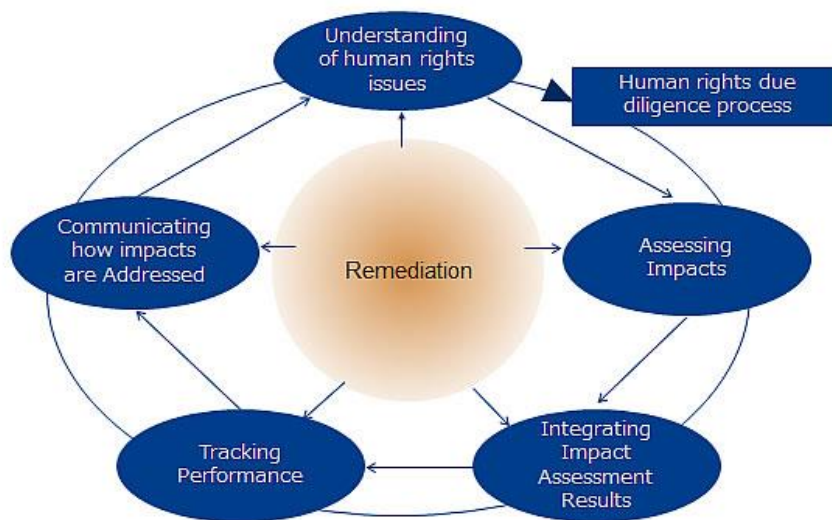 Understanding
of human rights
issues
Human rights due
diligence process
Communicating
how impacts
are Addressed
Remediation
Assessing
Impacts
Tracking
Performance
Integrating
Impact
Assessment
Results